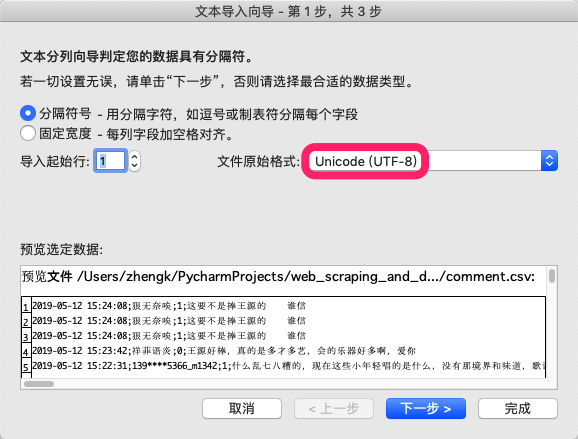 文本导入向导 - 第 1 步，共 3 步
文本分列向导判定您的数据具有分隔符。
若一切设置无误，请单击“下一步”，否则请选择最合适的数据类型。
分隔符号 - 用分隔字符，如逗号或制表符分隔每个字段
固定宽度 - 每列字段加空格对齐。
导入起始行: 1 文件原始格式: Unicode (UTF-8)
预览选定数据:
预览文件 /Users/zhengk/PycharmProjects/web_scraping_and_d.../comment.csv:
1 2019-05-12 15:24:08;狠无奈唉;1;这要不是捧王源的 谁信
2 2019-05-12 15:24:08;狠无奈唉;1;这要不是捧王源的 谁信
3 2019-05-12 15:24:08;狠无奈唉;1;这要不是捧王源的 谁信
4 2019-05-12 15:23:42;祥菲语炎;0;王源好棒，真的是多才多艺，会的乐器好多啊，爱你
5 2019-05-12 15:22:31;139****5366_m1342;1;什么乱七八糟的，现在这些小年轻唱的是什么，没有那境界和味道，歌
取消 < 上一步 下一步 > 完成